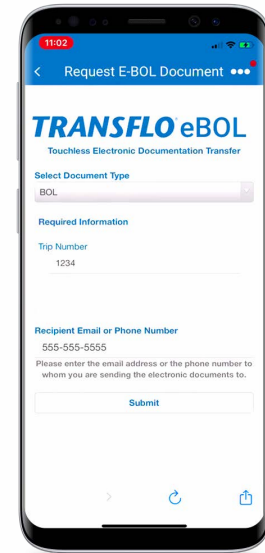 11:02
Request E-BOL Document
TRANSFLO eBOL
Touchless Electronic Documentation Transfer
Select Document Type
BOL
Required Information
Trip Number
1234
Recipient Email or Phone Number
555-555-5555
Please enter the email address or the phone number to
whom you are sending the electronic documents to.
Submit